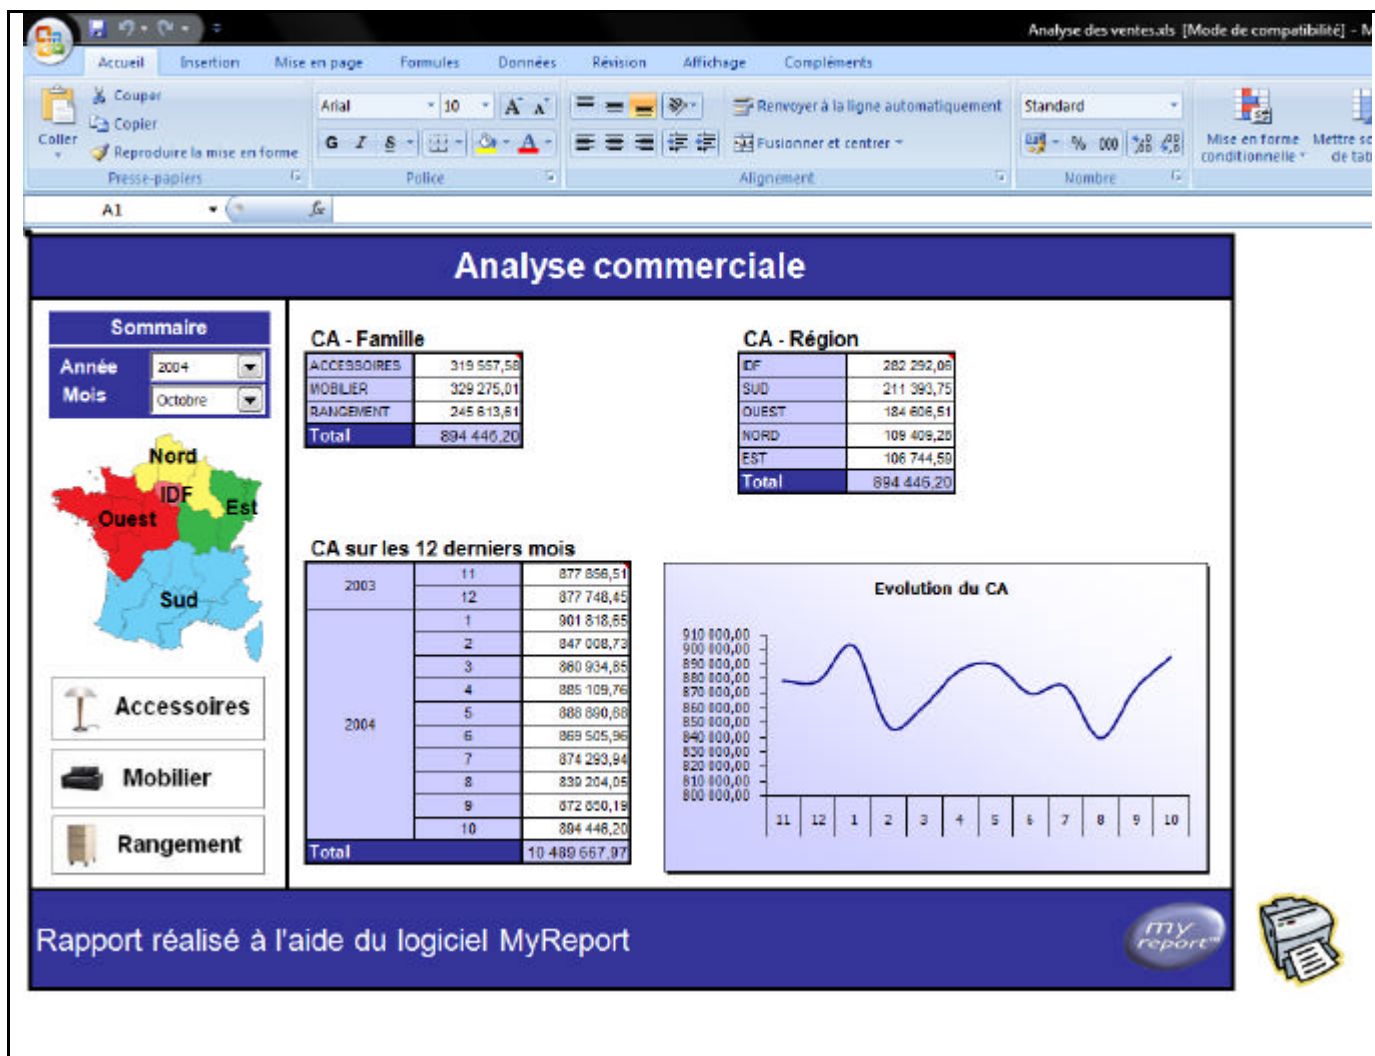 Analyse des ventes.xls [Mode de compatibilité] - M
Accueil Insertion Mise en page Formules Données Révision Affichage Compléments
Coller
Couper
Copier
Reproduire la mise en forme
Presse-papiers
Arial 10
G I S
Police
Renvoyer à la ligne automatiquement
Fusionner et centrer
Alignement
Standard
% 000
Nombre
Mise en forme conditionnelle
Mettre so
de tab
A1 fx
Analyse commerciale
Sommaire
Année 2004
Mois Octobre
Nord
IDF
Est
Ouest
Sud
Accessoires
Mobilier
Rangement
CA - Famille
ACCESSOIRES 319 557,58
MOBILIER 329 275,01
RANGEMENT 245 613,61
Total 894 446,20
CA - Région
IDF 282 292,06
SUD 211 393,75
OUEST 184 606,51
NORD 109 409,28
EST 106 744,59
Total 894 446,20
CA sur les 12 derniers mois
2003 11 877 856,51
12 877 748,45
2004 1 901 818,65
2 847 008,73
3 860 934,85
4 885 109,76
5 888 890,68
6 869 505,96
7 874 293,94
8 839 204,05
9 872 850,19
10 894 446,20
Total 10 489 667,97
Evolution du CA
910 000,00
900 000,00
890 000,00
880 000,00
870 000,00
860 000,00
850 000,00
840 000,00
830 000,00
820 000,00
810 000,00
800 000,00
11 12 1 2 3 4 5 6 7 8 9 10
Rapport réalisé à l'aide du logiciel MyReport
my
report™